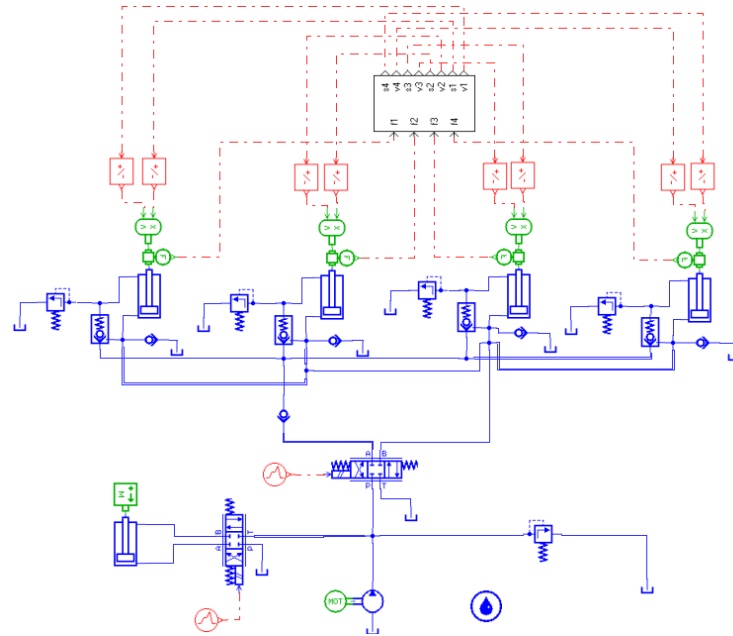 s4 v4 s3 v3 s2 v2 s1 v1
f1 f2 f3 f4
V X V X V X V X
F F F F
A B
P T
M
B T
A P
MOT